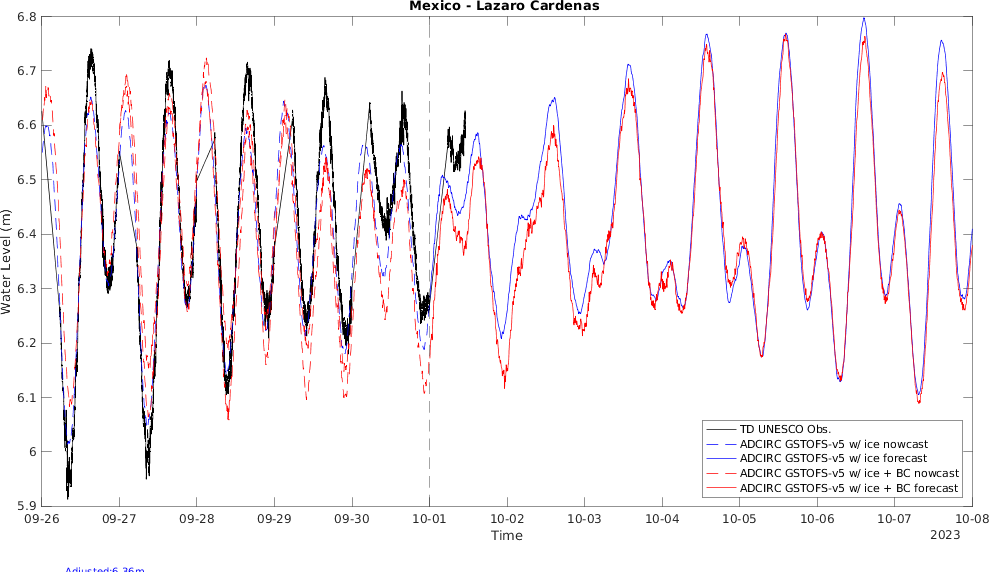 Mexico - Lazaro Cardenas
6.8
6.7
6.6
6.5
6.4
6.3
6.2
6.1
6
5.9
Water Level (m)
09-26 09-27 09-28 09-29 09-30 10-01 10-02 10-03 10-04 10-05 10-06 10-07 10-08
Time
2023
TD UNESCO Obs.
ADCIRC GSTOFS-v5 w/ ice nowcast
ADCIRC GSTOFS-v5 w/ ice forecast
ADCIRC GSTOFS-v5 w/ ice + BC nowcast
ADCIRC GSTOFS-v5 w/ ice + BC forecast
Adjusted:6.36m